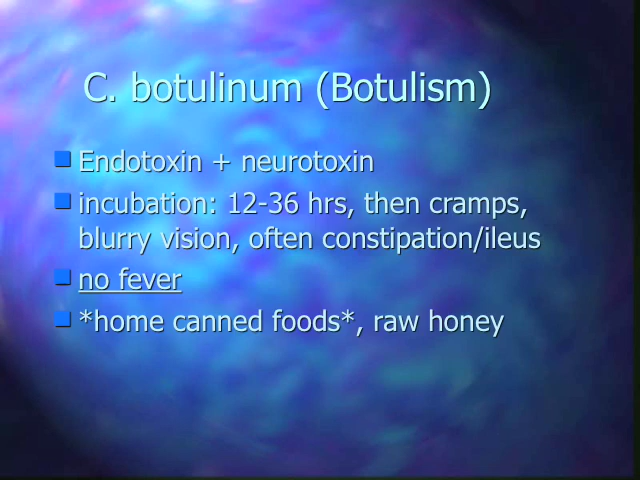 C. botulinum (Botulism)
Endotoxin + neurotoxin
incubation: 12-36 hrs, then cramps,
blurry vision, often constipation/ileus
no fever
*home canned foods*, raw honey